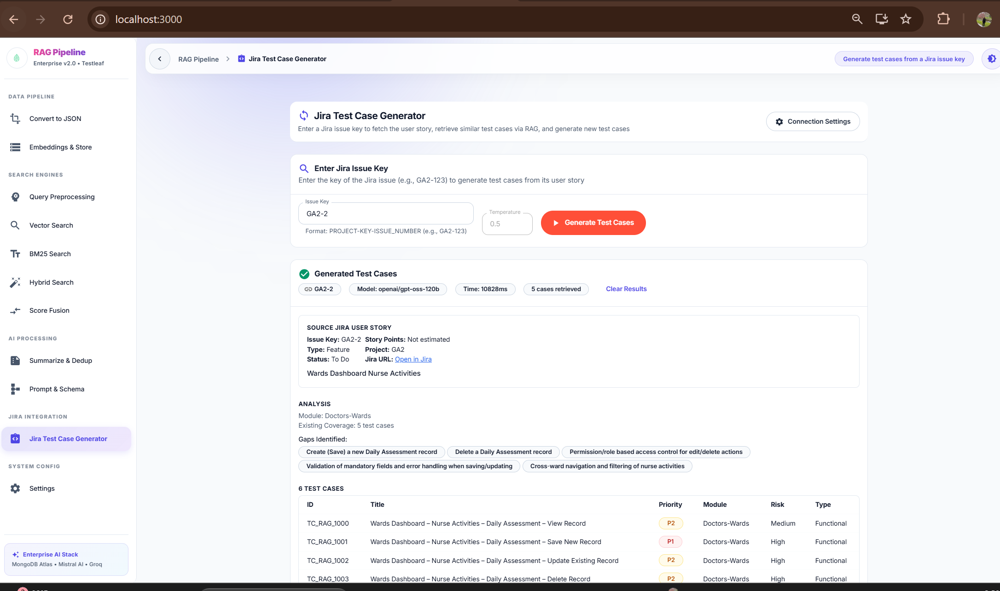 localhost:3000
RAG Pipeline
Enterprise v2.0 • Testleaf
DATA PIPELINE
Convert to JSON
Embeddings & Store
SEARCH ENGINES
Query Preprocessing
Vector Search
BM25 Search
Hybrid Search
Score Fusion
AI PROCESSING
Summarize & Dedup
Prompt & Schema
JIRA INTEGRATION
Jira Test Case Generator
SYSTEM CONFIG
Settings
Enterprise AI Stack
MongoDB Atlas • Mistral AI • Groq
RAG Pipeline > Jira Test Case Generator
Generate test cases from a Jira issue key
Jira Test Case Generator
Enter a Jira issue key to fetch the user story, retrieve similar test cases via RAG, and generate new test cases
Connection Settings
Enter Jira Issue Key
Enter the key of the Jira issue (e.g., GA2-123) to generate test cases from its user story
Issue Key
GA2-2
Format: PROJECT-KEY-ISSUE_NUMBER (e.g., GA2-123)
Temperature
0.5
Generate Test Cases
Generated Test Cases
GA2-2 Model: openai/gpt-oss-120b Time: 10828ms 5 cases retrieved Clear Results
SOURCE JIRA USER STORY
Issue Key: GA2-2 Story Points: Not estimated
Type: Feature Project: GA2
Status: To Do Jira URL: Open in Jira
Wards Dashboard Nurse Activities
ANALYSIS
Module: Doctors-Wards
Existing Coverage: 5 test cases
Gaps Identified:
Create (Save) a new Daily Assessment record Delete a Daily Assessment record Permission/role based access control for edit/delete actions
Validation of mandatory fields and error handling when saving/updating Cross-ward navigation and filtering of nurse activities
6 TEST CASES
ID Title Priority Module Risk Type
TC_RAG_1000 Wards Dashboard – Nurse Activities – Daily Assessment – View Record P2 Doctors-Wards Medium Functional
TC_RAG_1001 Wards Dashboard – Nurse Activities – Daily Assessment – Save New Record P1 Doctors-Wards High Functional
TC_RAG_1002 Wards Dashboard – Nurse Activities – Daily Assessment – Update Existing Record P2 Doctors-Wards High Functional
TC_RAG_1003 Wards Dashboard – Nurse Activities – Daily Assessment – Delete Record P2 Doctors-Wards High Functional